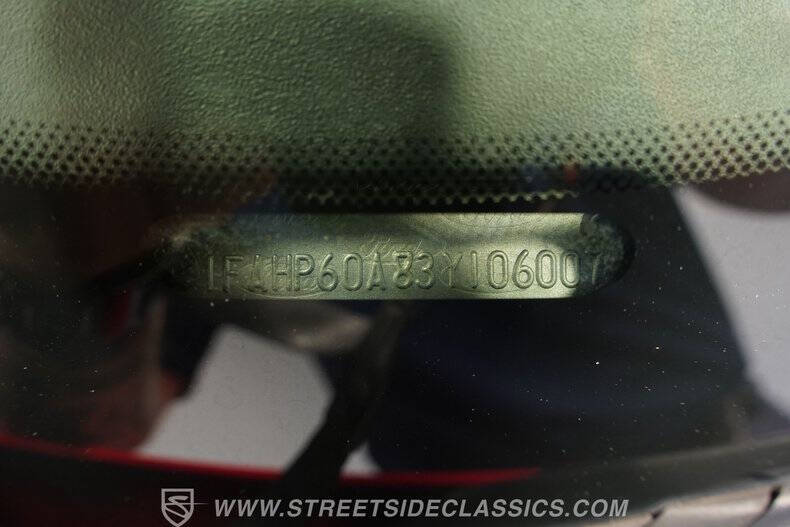 1FAHP60A83Y106007
WWW.STREETSIDECLASSICS.COM